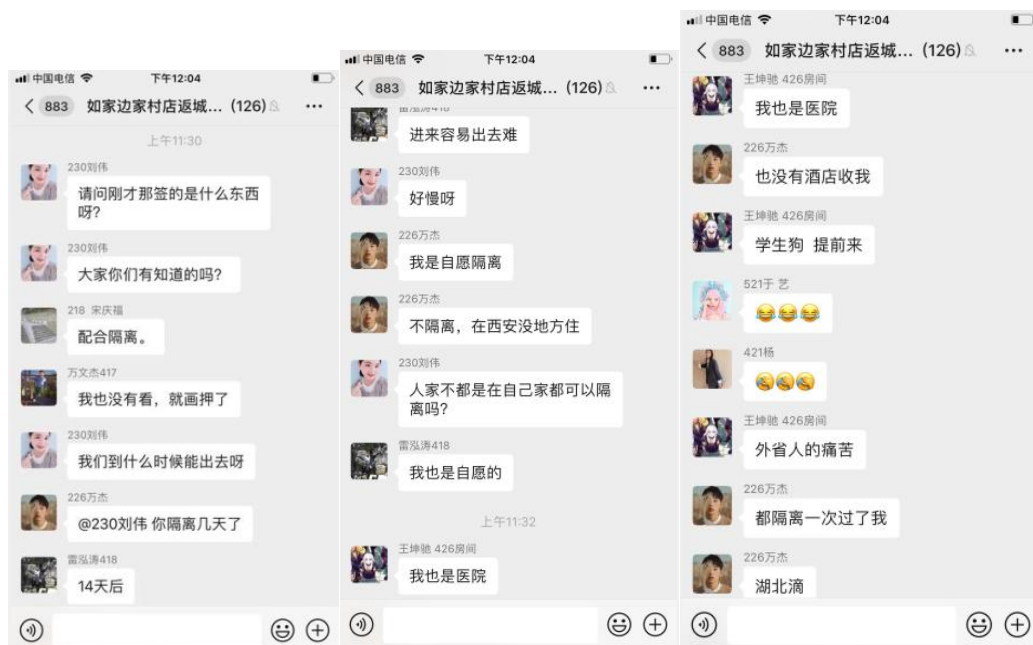 中国电信
下午12:04
883
如家边家村店返城... (126)
上午11:30
230刘伟
请问刚才那签的是什么东西
呀?
230刘伟
大家你们有知道的吗?
218 宋庆福
配合隔离。
万文杰417
我也没有看，就画押了
230刘伟
我们到什么时候能出去呀
226万杰
@230刘伟 你隔离几天了
雷泓涛418
14天后
中国电信
下午12:04
883
如家边家村店返城... (126)
雷泓涛418
进来容易出去难
230刘伟
好慢呀
226万杰
我是自愿隔离
226万杰
不隔离，在西安没地方住
230刘伟
人家不都是在自己家都可以隔
离吗?
雷泓涛418
我也是自愿的
上午11:32
王坤驰 426房间
我也是医院
中国电信
下午12:04
883
如家边家村店返城... (126)
王坤驰 426房间
我也是医院
226万杰
也没有酒店收我
王坤驰 426房间
学生狗 提前来
521于 艺
421杨
王坤驰 426房间
外省人的痛苦
226万杰
都隔离一次过了我
226万杰
湖北滴